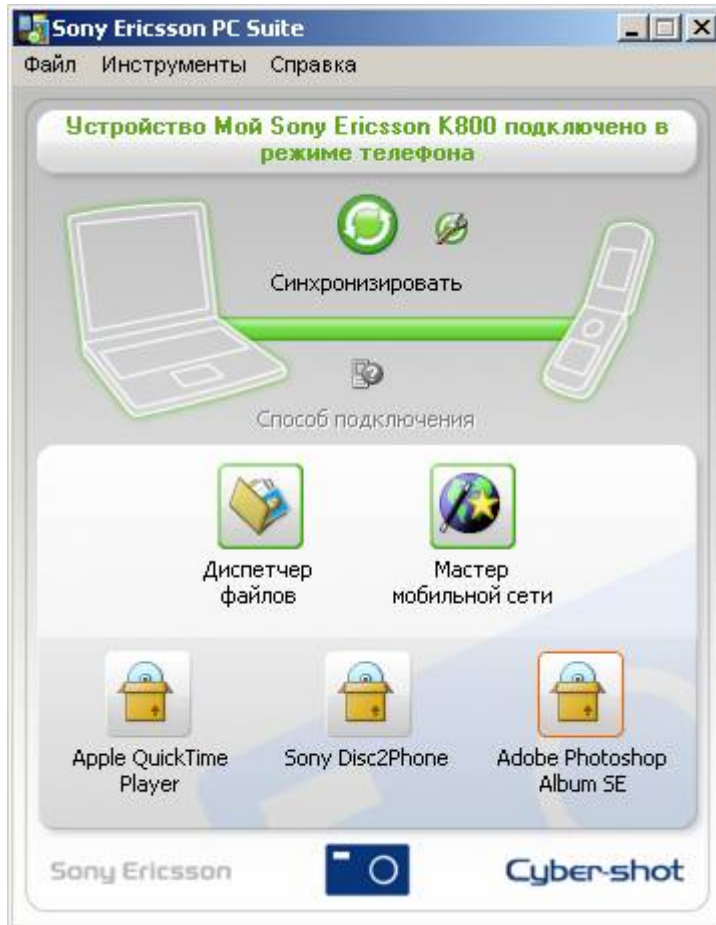 Sony Ericsson PC Suite
Файл Инструменты Справка
Устройство Мой Sony Ericsson K800 подключено в
режиме телефона
Синхронизировать
Способ подключения
Диспетчер
файлов
Мастер
мобильной сети
Apple QuickTime
Player
Sony Disc2Phone
Adobe Photoshop
Album SE
Sony Ericsson
Cyber-shot